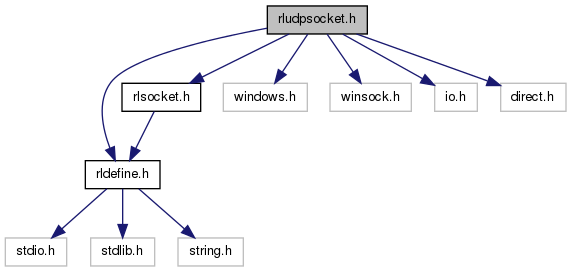 rludpsocket.h
rlsocket.h
windows.h
winsock.h
io.h
direct.h
rldefine.h
stdio.h
stdlib.h
string.h